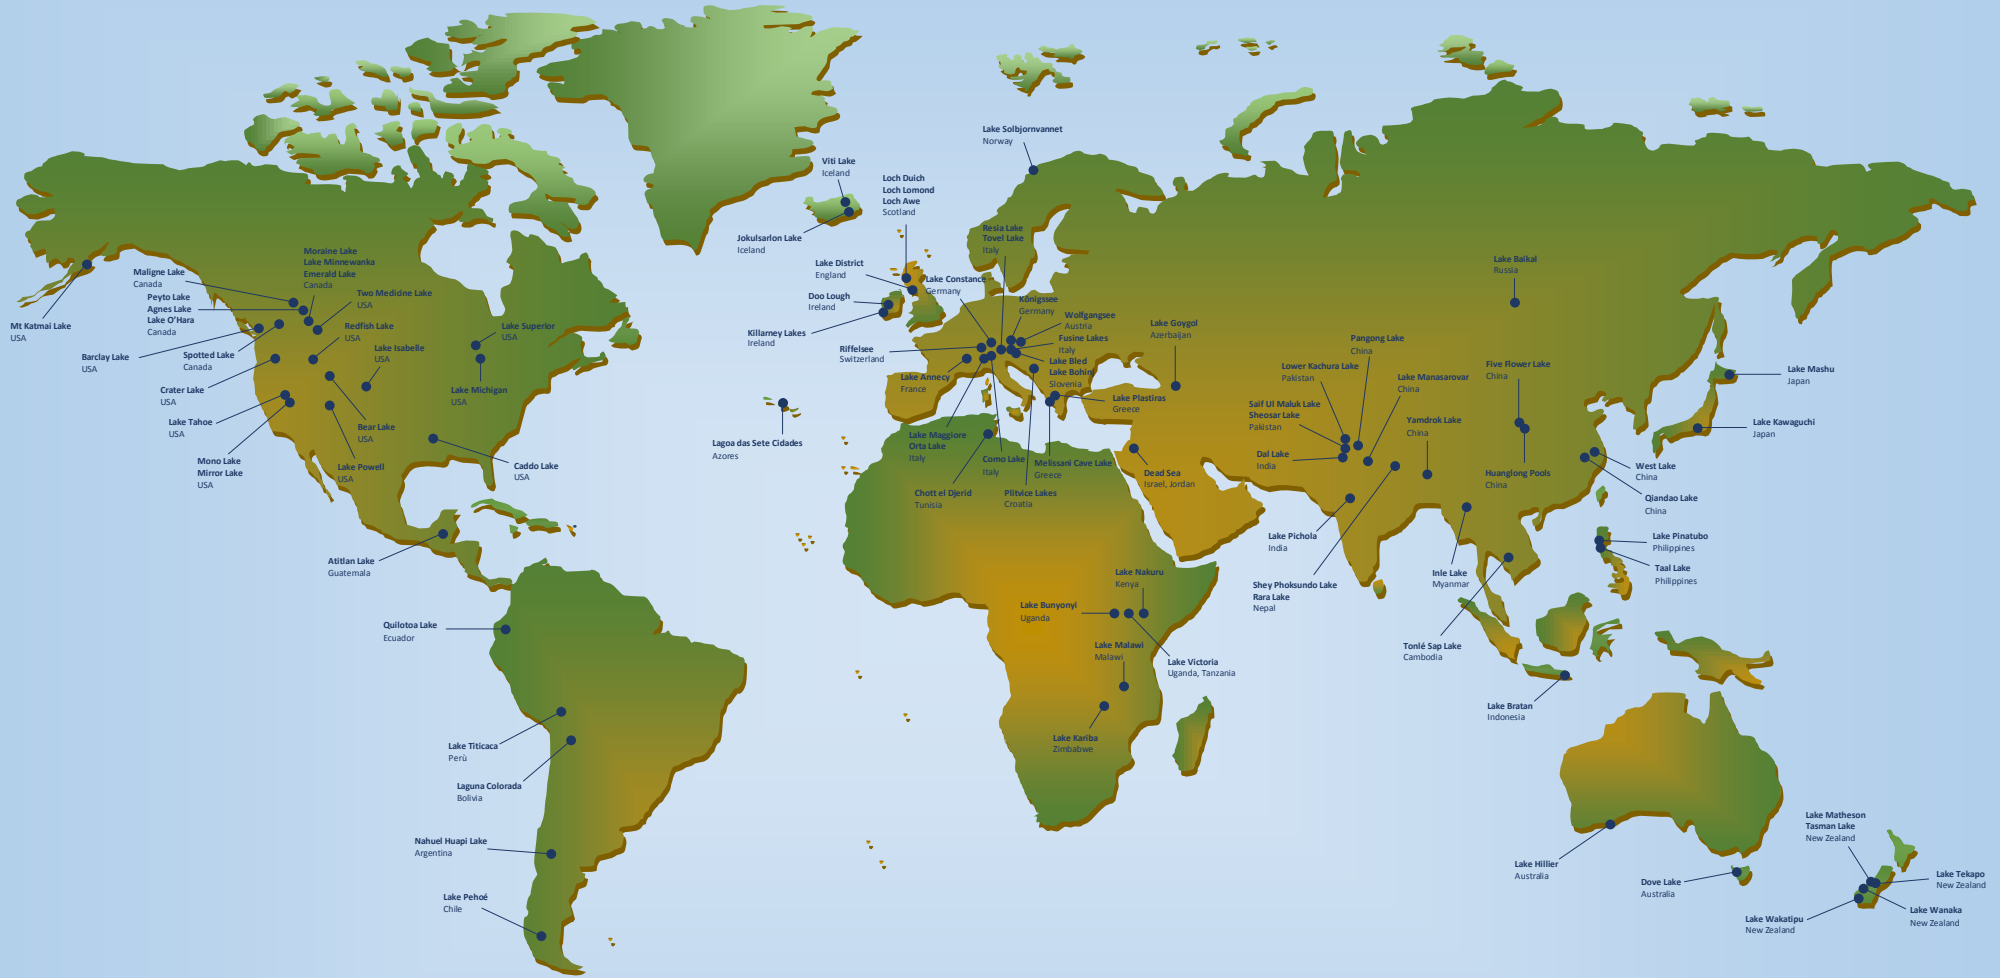 Lake Solbjornvannet
Norway
Viti Lake
Iceland
Jokulsarlon Lake
Iceland
Loch Duich
Loch Lomond
Loch Awe
Scotland
Lake District
England
Doo Lough
Ireland
Killarney Lakes
Ireland
Resia Lake
Tovel Lake
Italy
Lake Constance
Germany
Königssee
Germany
Wolfgangsee
Austria
Fusine Lakes
Italy
Lake Bled
Lake Bohinj
Slovenia
Riffelsee
Switzerland
Lake Annecy
France
Lake Plastiras
Greece
Lake Maggiore
Orta Lake
Italy
Como Lake
Italy
Melissani Cave Lake
Greece
Chott el Djerid
Tunisia
Plitvice Lakes
Croatia
Lagoa das Sete Cidades
Azores
Moraine Lake
Lake Minnewanka
Emerald Lake
Canada
Maligne Lake
Canada
Peyto Lake
Agnes Lake
Lake O'Hara
Canada
Two Medicine Lake
USA
Mt Katmai Lake
USA
Barclay Lake
USA
Spotted Lake
Canada
Redfish Lake
USA
Lake Isabelle
USA
Lake Superior
USA
Lake Michigan
USA
Crater Lake
USA
Lake Tahoe
USA
Bear Lake
USA
Mono Lake
Mirror Lake
USA
Lake Powell
USA
Caddo Lake
USA
Atitlan Lake
Guatemala
Quilotoa Lake
Ecuador
Lake Titicaca
Perù
Laguna Colorada
Bolivia
Nahuel Huapi Lake
Argentina
Lake Pehoé
Chile
Lake Goygol
Azerbaijan
Dead Sea
Israel, Jordan
Lake Nakuru
Kenya
Lake Bunyonyi
Uganda
Lake Malawi
Malawi
Lake Victoria
Uganda, Tanzania
Lake Kariba
Zimbabwe
Lake Baikal
Russia
Pangong Lake
China
Lower Kachura Lake
Pakistan
Lake Manasarovar
China
Five Flower Lake
China
Saif Ul Maluk Lake
Sheosar Lake
Pakistan
Yamdrok Lake
China
Dal Lake
India
Huanglong Pools
China
Lake Mashu
Japan
Lake Kawaguchi
Japan
West Lake
China
Qiandao Lake
China
Lake Pichola
India
Shey Phoksundo Lake
Rara Lake
Nepal
Inle Lake
Myanmar
Lake Pinatubo
Philippines
Taal Lake
Philippines
Tonlé Sap Lake
Cambodia
Lake Bratan
Indonesia
Lake Hillier
Australia
Dove Lake
Australia
Lake Matheson
Tasman Lake
New Zealand
Lake Tekapo
New Zealand
Lake Wanaka
New Zealand
Lake Wakatipu
New Zealand